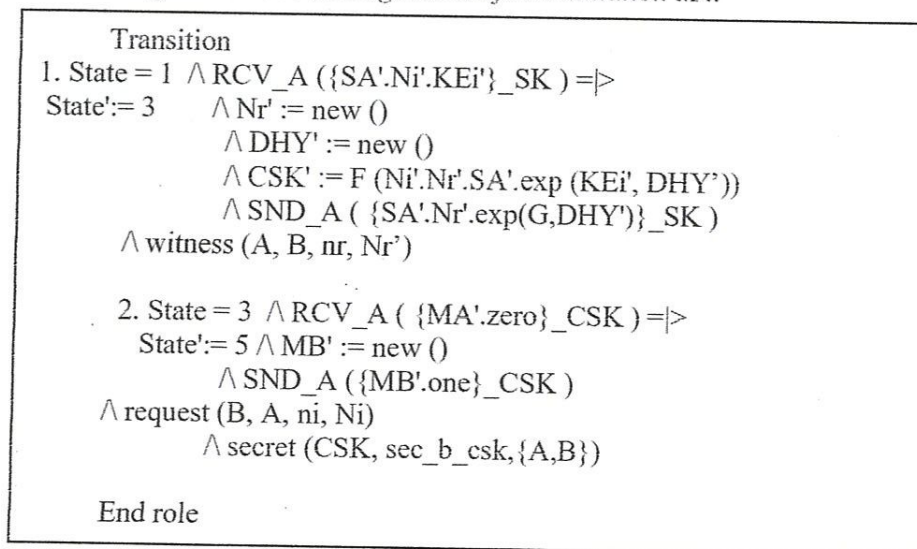 Transition
1. State = 1 /\ RCV_A ({SA'.Ni'.KEi'}_SK ) =|>
State':= 3 /\ Nr' := new ()
/\ DHY' := new ()
/\ CSK' := F (Ni'.Nr'.SA'.exp (KEi', DHY’))
/\ SND_A ( {SA'.Nr'.exp(G,DHY')}_SK )
/\ witness (A, B, nr, Nr’)
2. State = 3 /\ RCV_A ( {MA'.zero}_CSK ) =|>
State':= 5 /\ MB' := new ()
/\ SND_A ({MB'.one}_CSK )
/\ request (B, A, ni, Ni)
/\ secret (CSK, sec_b_csk,{A,B})
End role